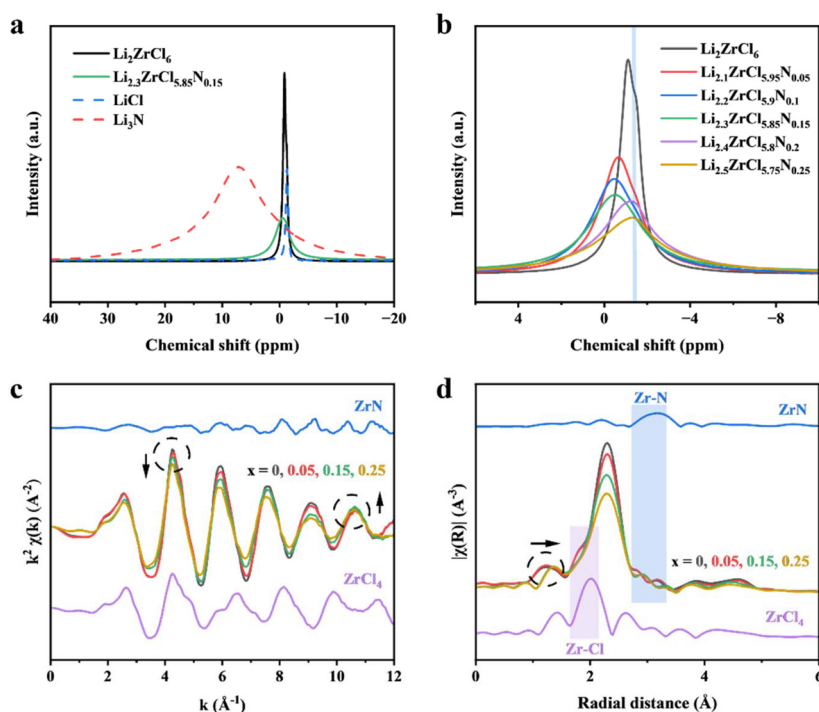 a
Intensity (a.u.)
Li₂ZrCl₆
Li₂.₃ZrCl₅.₈₅N₀.₁₅
LiCl
Li₃N
40 30 20 10 0 −10 −20
Chemical shift (ppm)
b
Intensity (a.u.)
Li₂ZrCl₆
Li₂.₁ZrCl₅.₉₅N₀.₀₅
Li₂.₂ZrCl₅.₉N₀.₁
Li₂.₃ZrCl₅.₈₅N₀.₁₅
Li₂.₄ZrCl₅.₈N₀.₂
Li₂.₅ZrCl₅.₇₅N₀.₂₅
4 0 −4 −8
Chemical shift (ppm)
c
k² χ(k) (Å⁻²)
ZrN
x = 0, 0.05, 0.15, 0.25
ZrCl₄
0 2 4 6 8 10 12
k (Å⁻¹)
d
|χ(R)| (Å⁻³)
Zr-N
ZrN
x = 0, 0.05, 0.15, 0.25
ZrCl₄
Zr-Cl
0 2 4 6
Radial distance (Å)